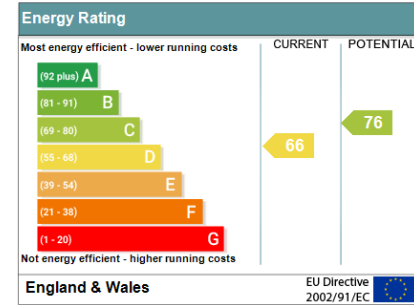 Energy Rating
Most energy efficient - lower running costs
CURRENT
POTENTIAL
(92 plus) A
(81 - 91) B
(69 - 80) C
(55 - 68) D
(39 - 54) E
(21 - 38) F
(1 - 20) G
66
76
Not energy efficient - higher running costs
England & Wales
EU Directive
2002/91/EC